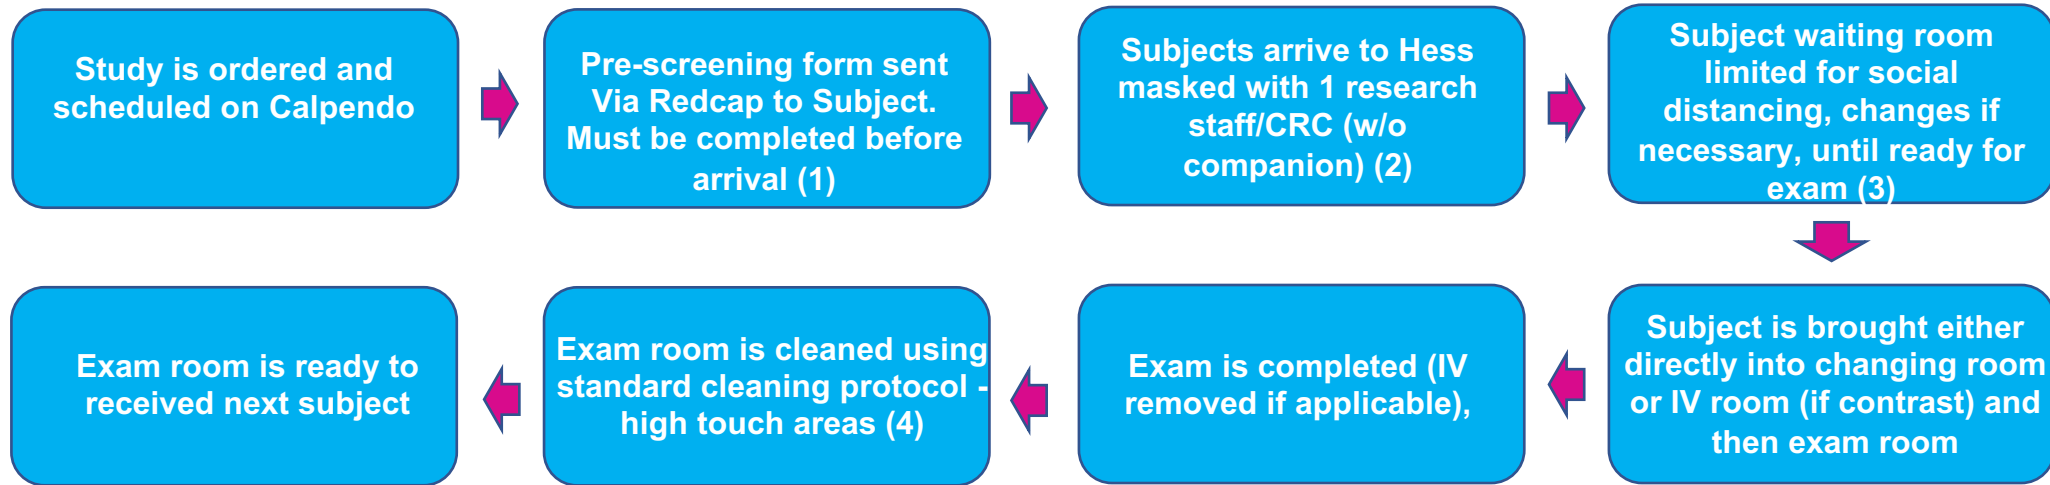 Study is ordered and
scheduled on Calpendo
Pre-screening form sent
Via Redcap to Subject.
Must be completed before
arrival (1)
Subjects arrive to Hess
masked with 1 research
staff/CRC (w/o
companion) (2)
Subject waiting room
limited for social
distancing, changes if
necessary, until ready for
exam (3)
Subject is brought either
directly into changing room
or IV room (if contrast) and
then exam room
Exam is completed (IV
removed if applicable),
Exam room is cleaned using
standard cleaning protocol -
high touch areas (4)
Exam room is ready to
received next subject